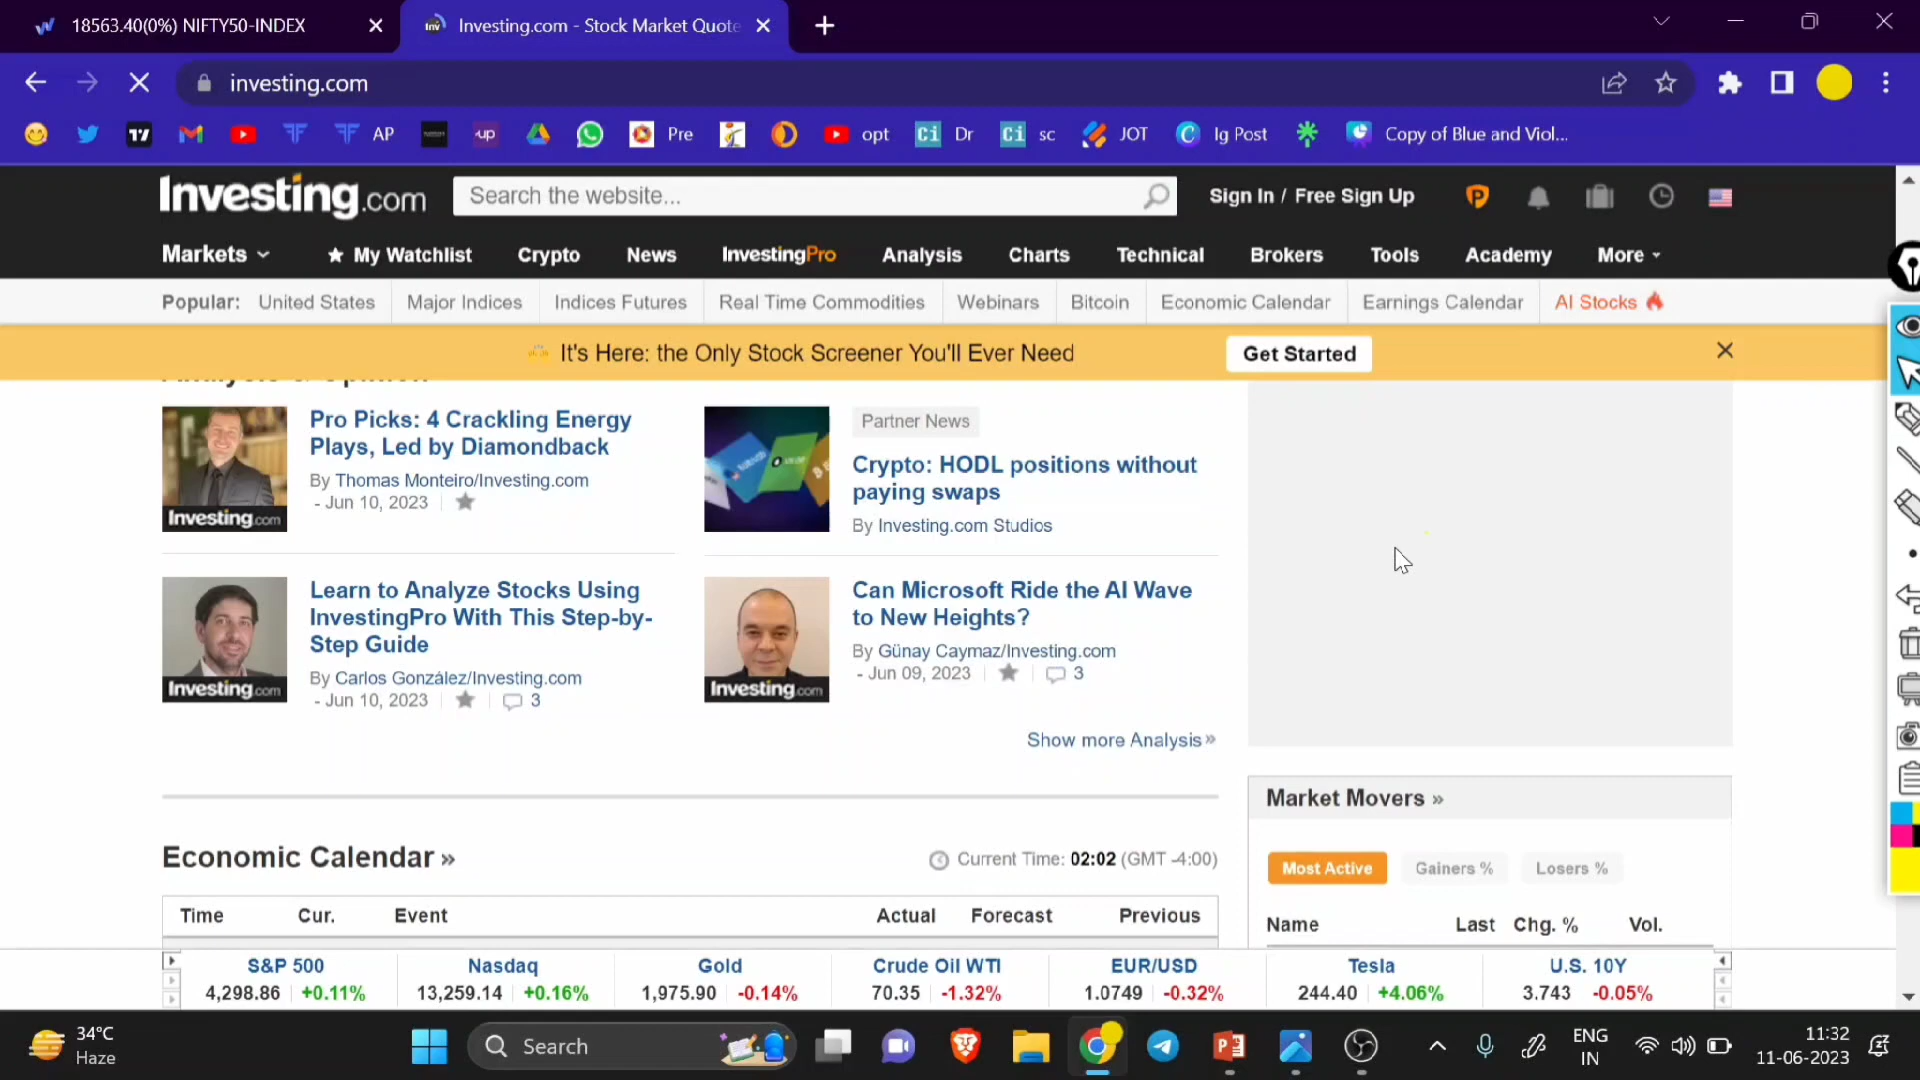 18563.40(0%) NIFTY50-INDEX
Investing.com - Stock Market Quote
investing.com
AP
up
Pre
opt
Ci Dr
Ci sc
JOT
Ig Post
Copy of Blue and Viol...
Investing.com
Search the website...
Sign In / Free Sign Up
Markets
My Watchlist
Crypto
News
InvestingPro
Analysis
Charts
Technical
Brokers
Tools
Academy
More
Popular:
United States
Major Indices
Indices Futures
Real Time Commodities
Webinars
Bitcoin
Economic Calendar
Earnings Calendar
AI Stocks
It's Here: the Only Stock Screener You'll Ever Need
Get Started
Pro Picks: 4 Crackling Energy
Plays, Led by Diamondback
By Thomas Monteiro/Investing.com
- Jun 10, 2023
Investing.com
Partner News
Crypto: HODL positions without
paying swaps
By Investing.com Studios
Learn to Analyze Stocks Using
InvestingPro With This Step-by-
Step Guide
By Carlos González/Investing.com
- Jun 10, 2023
3
Investing.com
Can Microsoft Ride the AI Wave
to New Heights?
By Günay Caymaz/Investing.com
- Jun 09, 2023
3
Investing.com
Show more Analysis »
Market Movers »
Most Active
Gainers %
Losers %
Name Last Chg. % Vol.
Economic Calendar »
Current Time: 02:02 (GMT -4:00)
Time Cur. Event Actual Forecast Previous
S&P 500
4,298.86 +0.11%
Nasdaq
13,259.14 +0.16%
Gold
1,975.90 -0.14%
Crude Oil WTI
70.35 -1.32%
EUR/USD
1.0749 -0.32%
Tesla
244.40 +4.06%
U.S. 10Y
3.743 -0.05%
34°C
Haze
Search
ENG
IN
11:32
11-06-2023